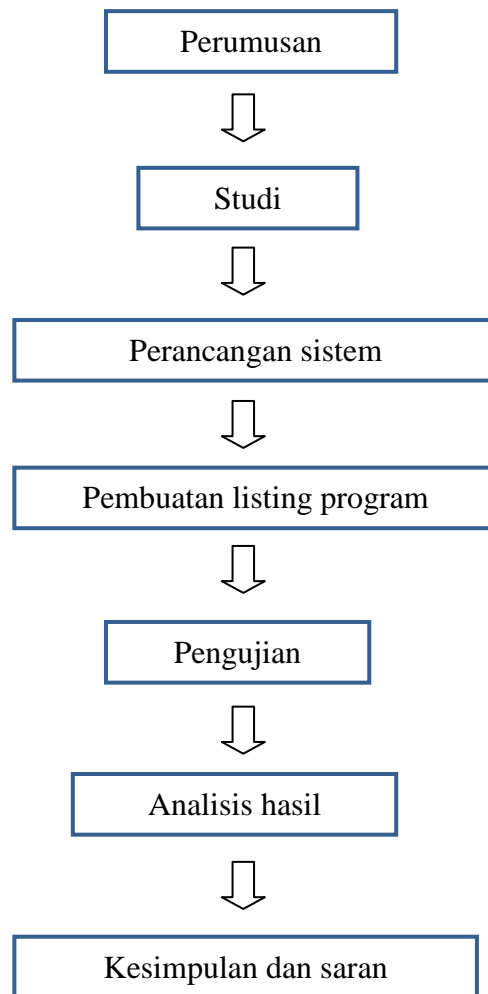 Perumusan
Studi
Perancangan sistem
Pembuatan listing program
Pengujian
Analisis hasil
Kesimpulan dan saran